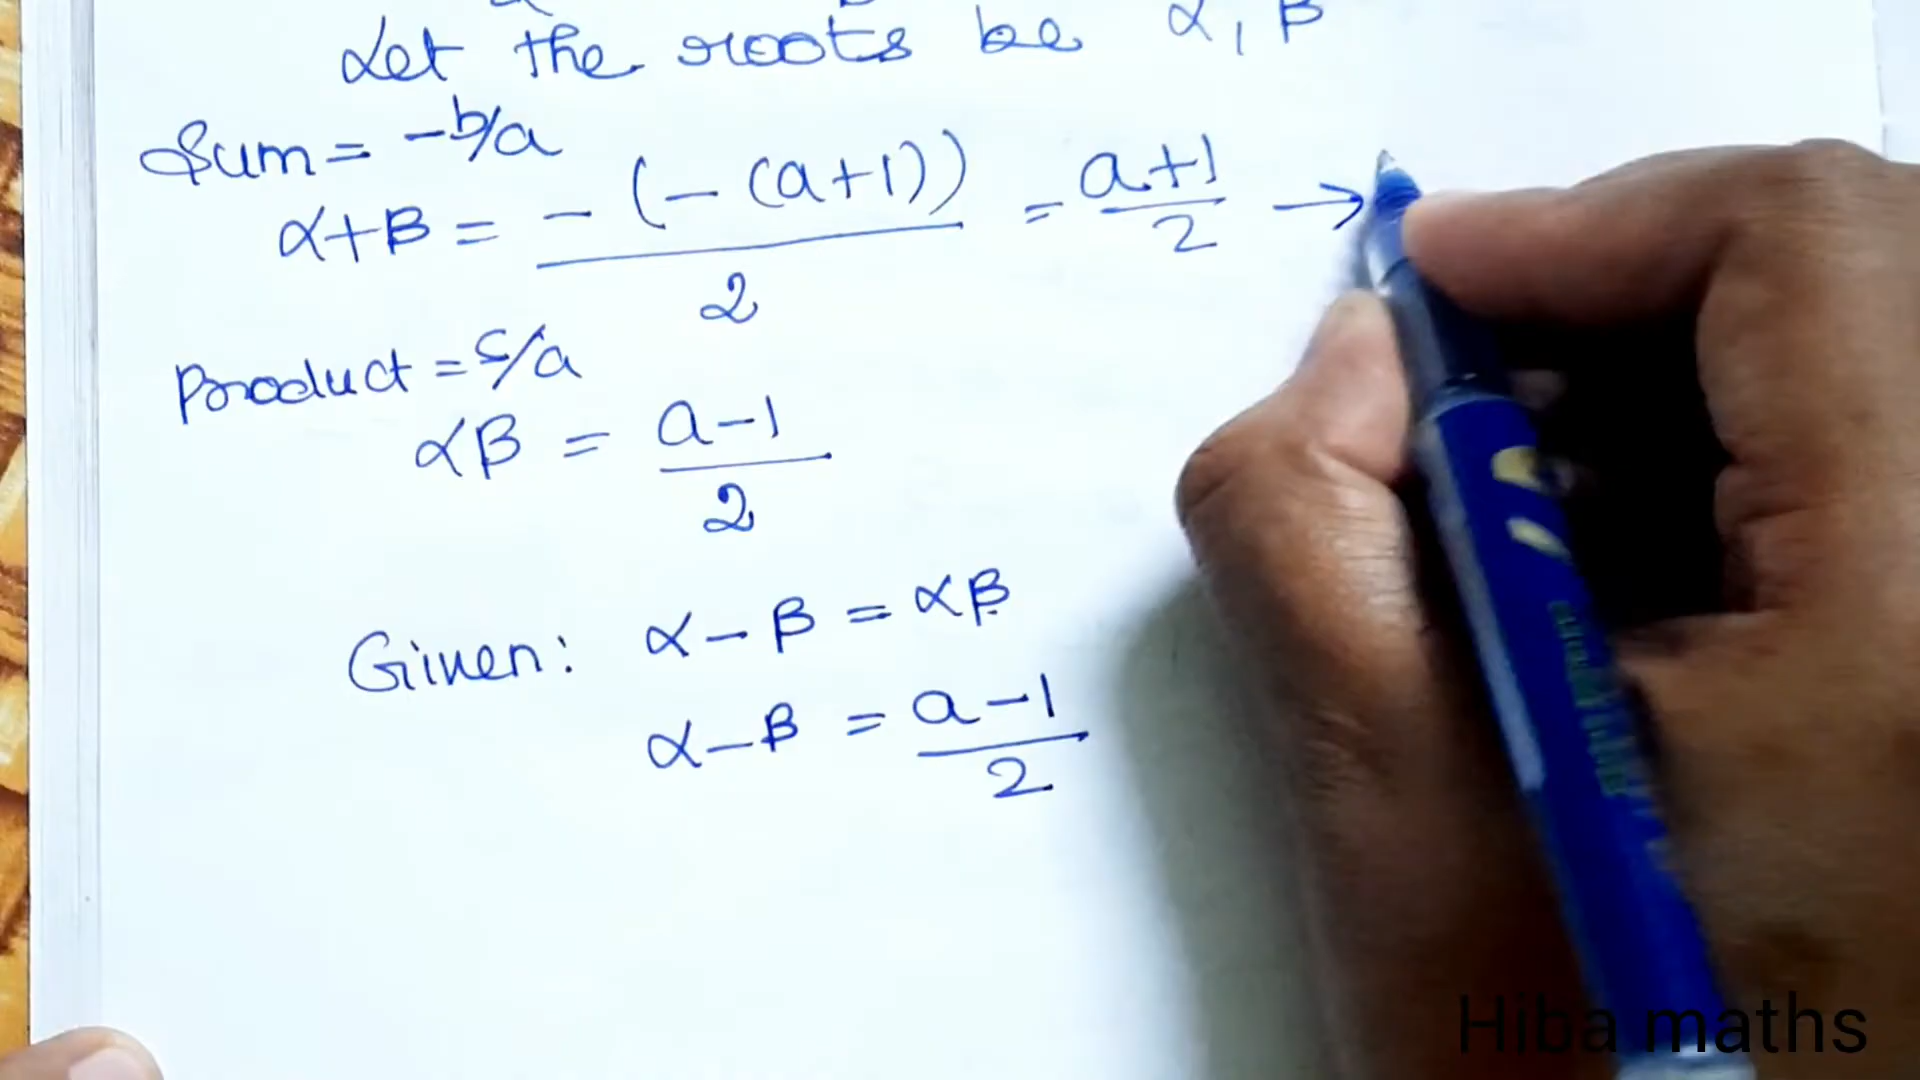 Let the roots be α, β
Sum = -b/a
α+β = -(-(a+1))/2 = a+1/2 →
Product = c/a
αβ = a-1/2
Given: α-β = αβ
α-β = a-1/2
Hiba maths